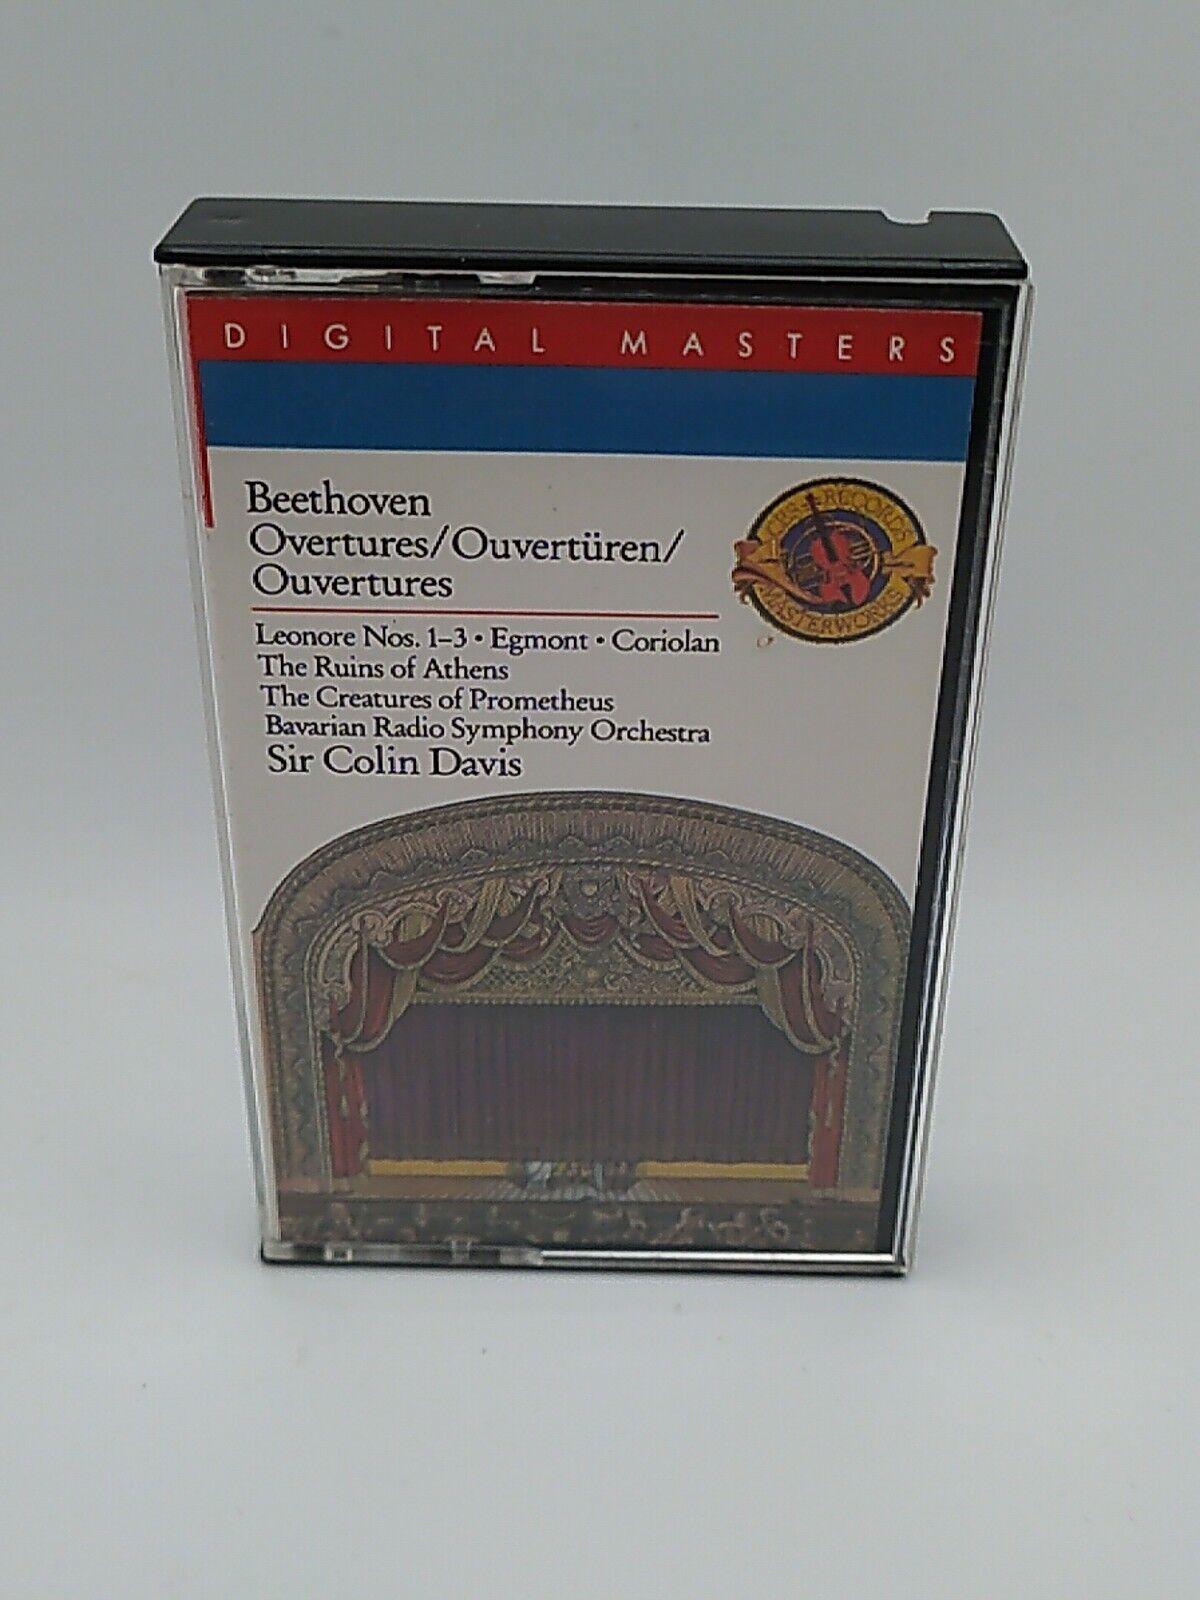 DIGITAL MASTERS
Beethoven
Overtures/Ouvertüren/
Ouvertures
CBS RECORDS
MASTERWORKS
Leonore Nos. 1–3 • Egmont • Coriolan
The Ruins of Athens
The Creatures of Prometheus
Bavarian Radio Symphony Orchestra
Sir Colin Davis